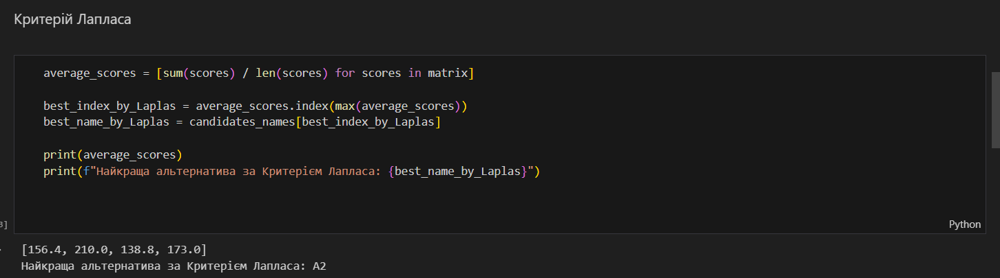 Критерій Лапласа
average_scores = [sum(scores) / len(scores) for scores in matrix]
best_index_by_Laplas = average_scores.index(max(average_scores))
best_name_by_Laplas = candidates_names[best_index_by_Laplas]
print(average_scores)
print(f"Найкраща альтернатива за Критерієм Лапласа: {best_name_by_Laplas}")
Python
[156.4, 210.0, 138.8, 173.0]
Найкраща альтернатива за Критерієм Лапласа: A2